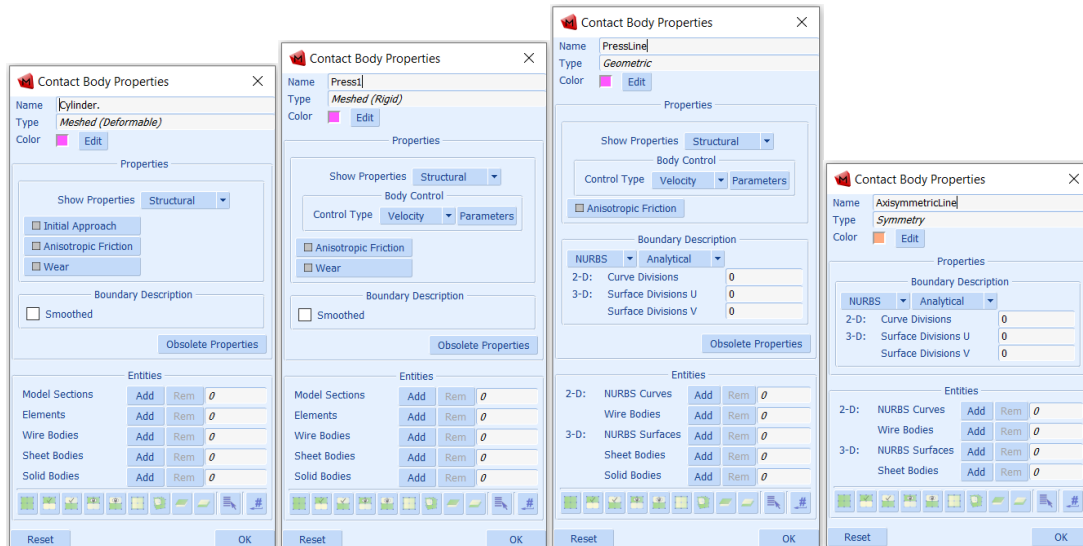 Contact Body Properties
Name Cylinder.
Type Meshed (Deformable)
Color Edit
Properties
Show Properties Structural
Initial Approach
Anisotropic Friction
Wear
Boundary Description
Smoothed
Obsolete Properties
Entities
Model Sections Add Rem 0
Elements Add Rem 0
Wire Bodies Add Rem 0
Sheet Bodies Add Rem 0
Solid Bodies Add Rem 0
#
Reset OK
Contact Body Properties
Name Press1
Type Meshed (Rigid)
Color Edit
Properties
Show Properties Structural
Body Control
Control Type Velocity Parameters
Anisotropic Friction
Wear
Boundary Description
Smoothed
Obsolete Properties
Entities
Model Sections Add Rem 0
Elements Add Rem 0
Wire Bodies Add Rem 0
Sheet Bodies Add Rem 0
Solid Bodies Add Rem 0
#
Reset OK
Contact Body Properties
Name PressLine
Type Geometric
Color Edit
Properties
Show Properties Structural
Body Control
Control Type Velocity Parameters
Anisotropic Friction
Boundary Description
NURBS Analytical
2-D: Curve Divisions 0
3-D: Surface Divisions U 0
Surface Divisions V 0
Obsolete Properties
Entities
2-D: NURBS Curves Add Rem 0
Wire Bodies Add Rem 0
3-D: NURBS Surfaces Add Rem 0
Sheet Bodies Add Rem 0
Solid Bodies Add Rem 0
#
Reset OK
Contact Body Properties
Name AxisymmetricLine
Type Symmetry
Color Edit
Properties
Boundary Description
NURBS Analytical
2-D: Curve Divisions 0
3-D: Surface Divisions U 0
Surface Divisions V 0
Entities
2-D: NURBS Curves Add Rem 0
Wire Bodies Add Rem 0
3-D: NURBS Surfaces Add Rem 0
Sheet Bodies Add Rem 0
#
Reset OK